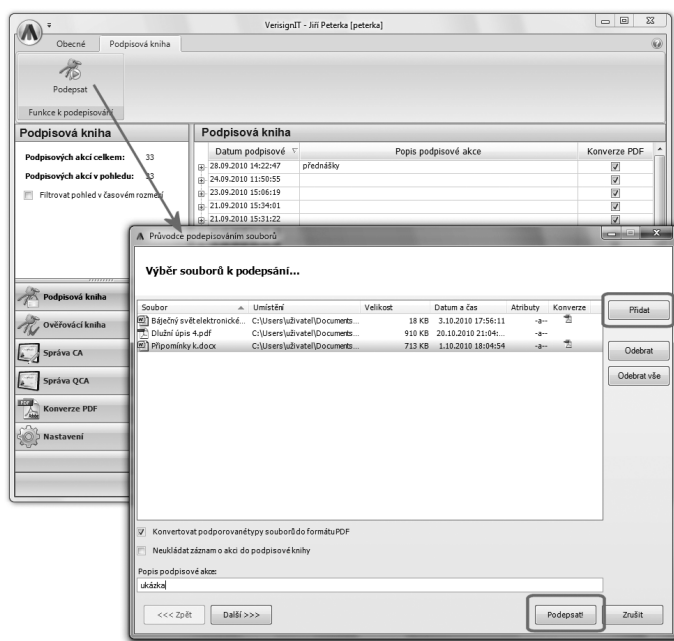 VerisignIT - Jiří Peterka [peterka]
Obecné Podpisová kniha
Podepsat
Funkce k podepisování
Podpisová kniha
Podpisových akcí celkem: 33
Podpisových akcí v pohledu: 33
Filtrovat pohled v časovém rozmezí
Podpisová kniha
Datum podpisové Popis podpisové akce Konverze PDF
28.09.2010 14:22:47 přednášky
24.09.2010 11:50:55
23.09.2010 15:06:19
21.09.2010 15:34:01
21.09.2010 15:31:22
Podpisová kniha
Ověřovácí kniha
Správa CA
Správa QCA
Konverze PDF
Nastavení
Průvodce podepisováním souborů
Výběr souborů k podepsání...
Soubor Umístění Velikost Datum a čas Atributy Konverze
Báječný svět elektronické... C:\Users\uživatel\Documents... 18 KB 3.10.2010 17:56:11 -a--
Dlužní úpis 4.pdf C:\Users\uživatel\Documents... 910 KB 20.10.2010 21:04:... -a--
Připomínky k.docx C:\Users\uživatel\Documents... 713 KB 1.10.2010 18:04:54 -a--
Přidat
Odebrat
Odebrat vše
Konvertovat podporované typy souborů do formátu PDF
Neukládat záznam o akci do podpisové knihy
Popis podpisové akce:
ukázka
<<< Zpět Další >>> Podepsat! Zrušit